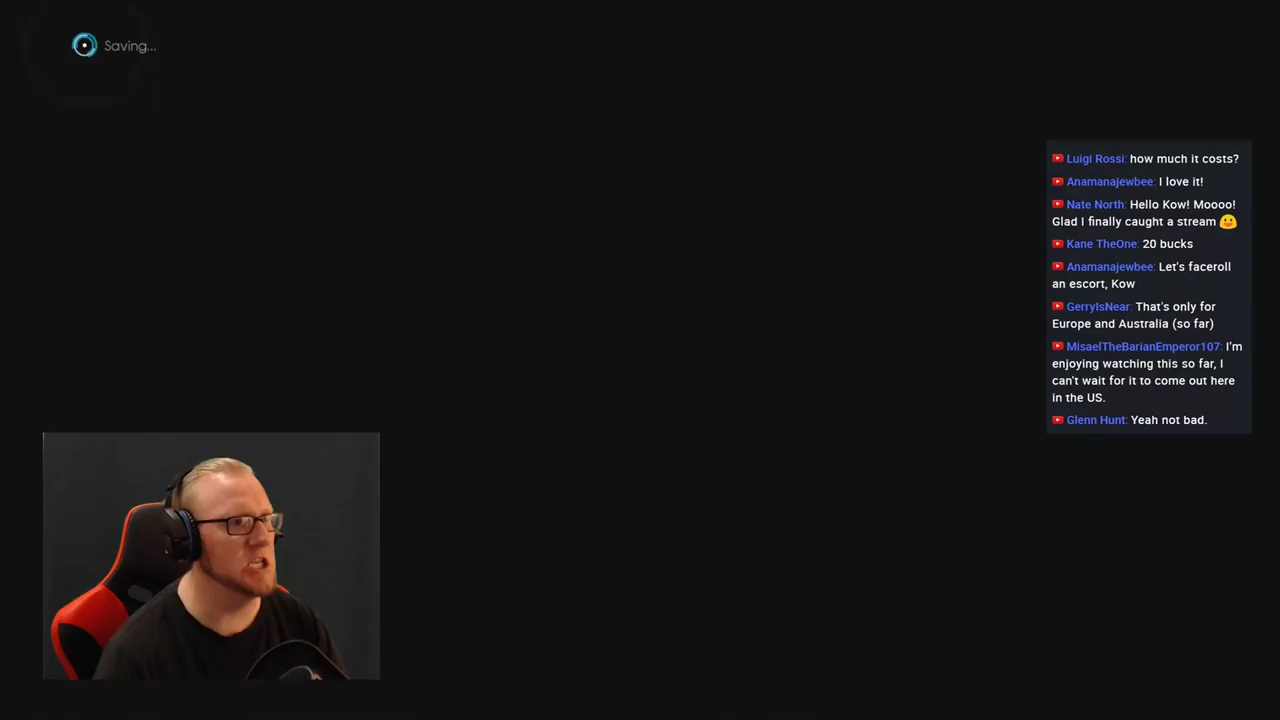 Saving...
Luigi Rossi: how much it costs?
Anamanajewbee: I love it!
Nate North: Hello Kow! Moooo!
Glad I finally caught a stream
Kane TheOne: 20 bucks
Anamanajewbee: Let's faceroll
an escort, Kow
GerryIsNear: That's only for
Europe and Australia (so far)
MisaelTheBarianEmperor107: I'm
enjoying watching this so far, I
can't wait for it to come out here
in the US.
Glenn Hunt: Yeah not bad.